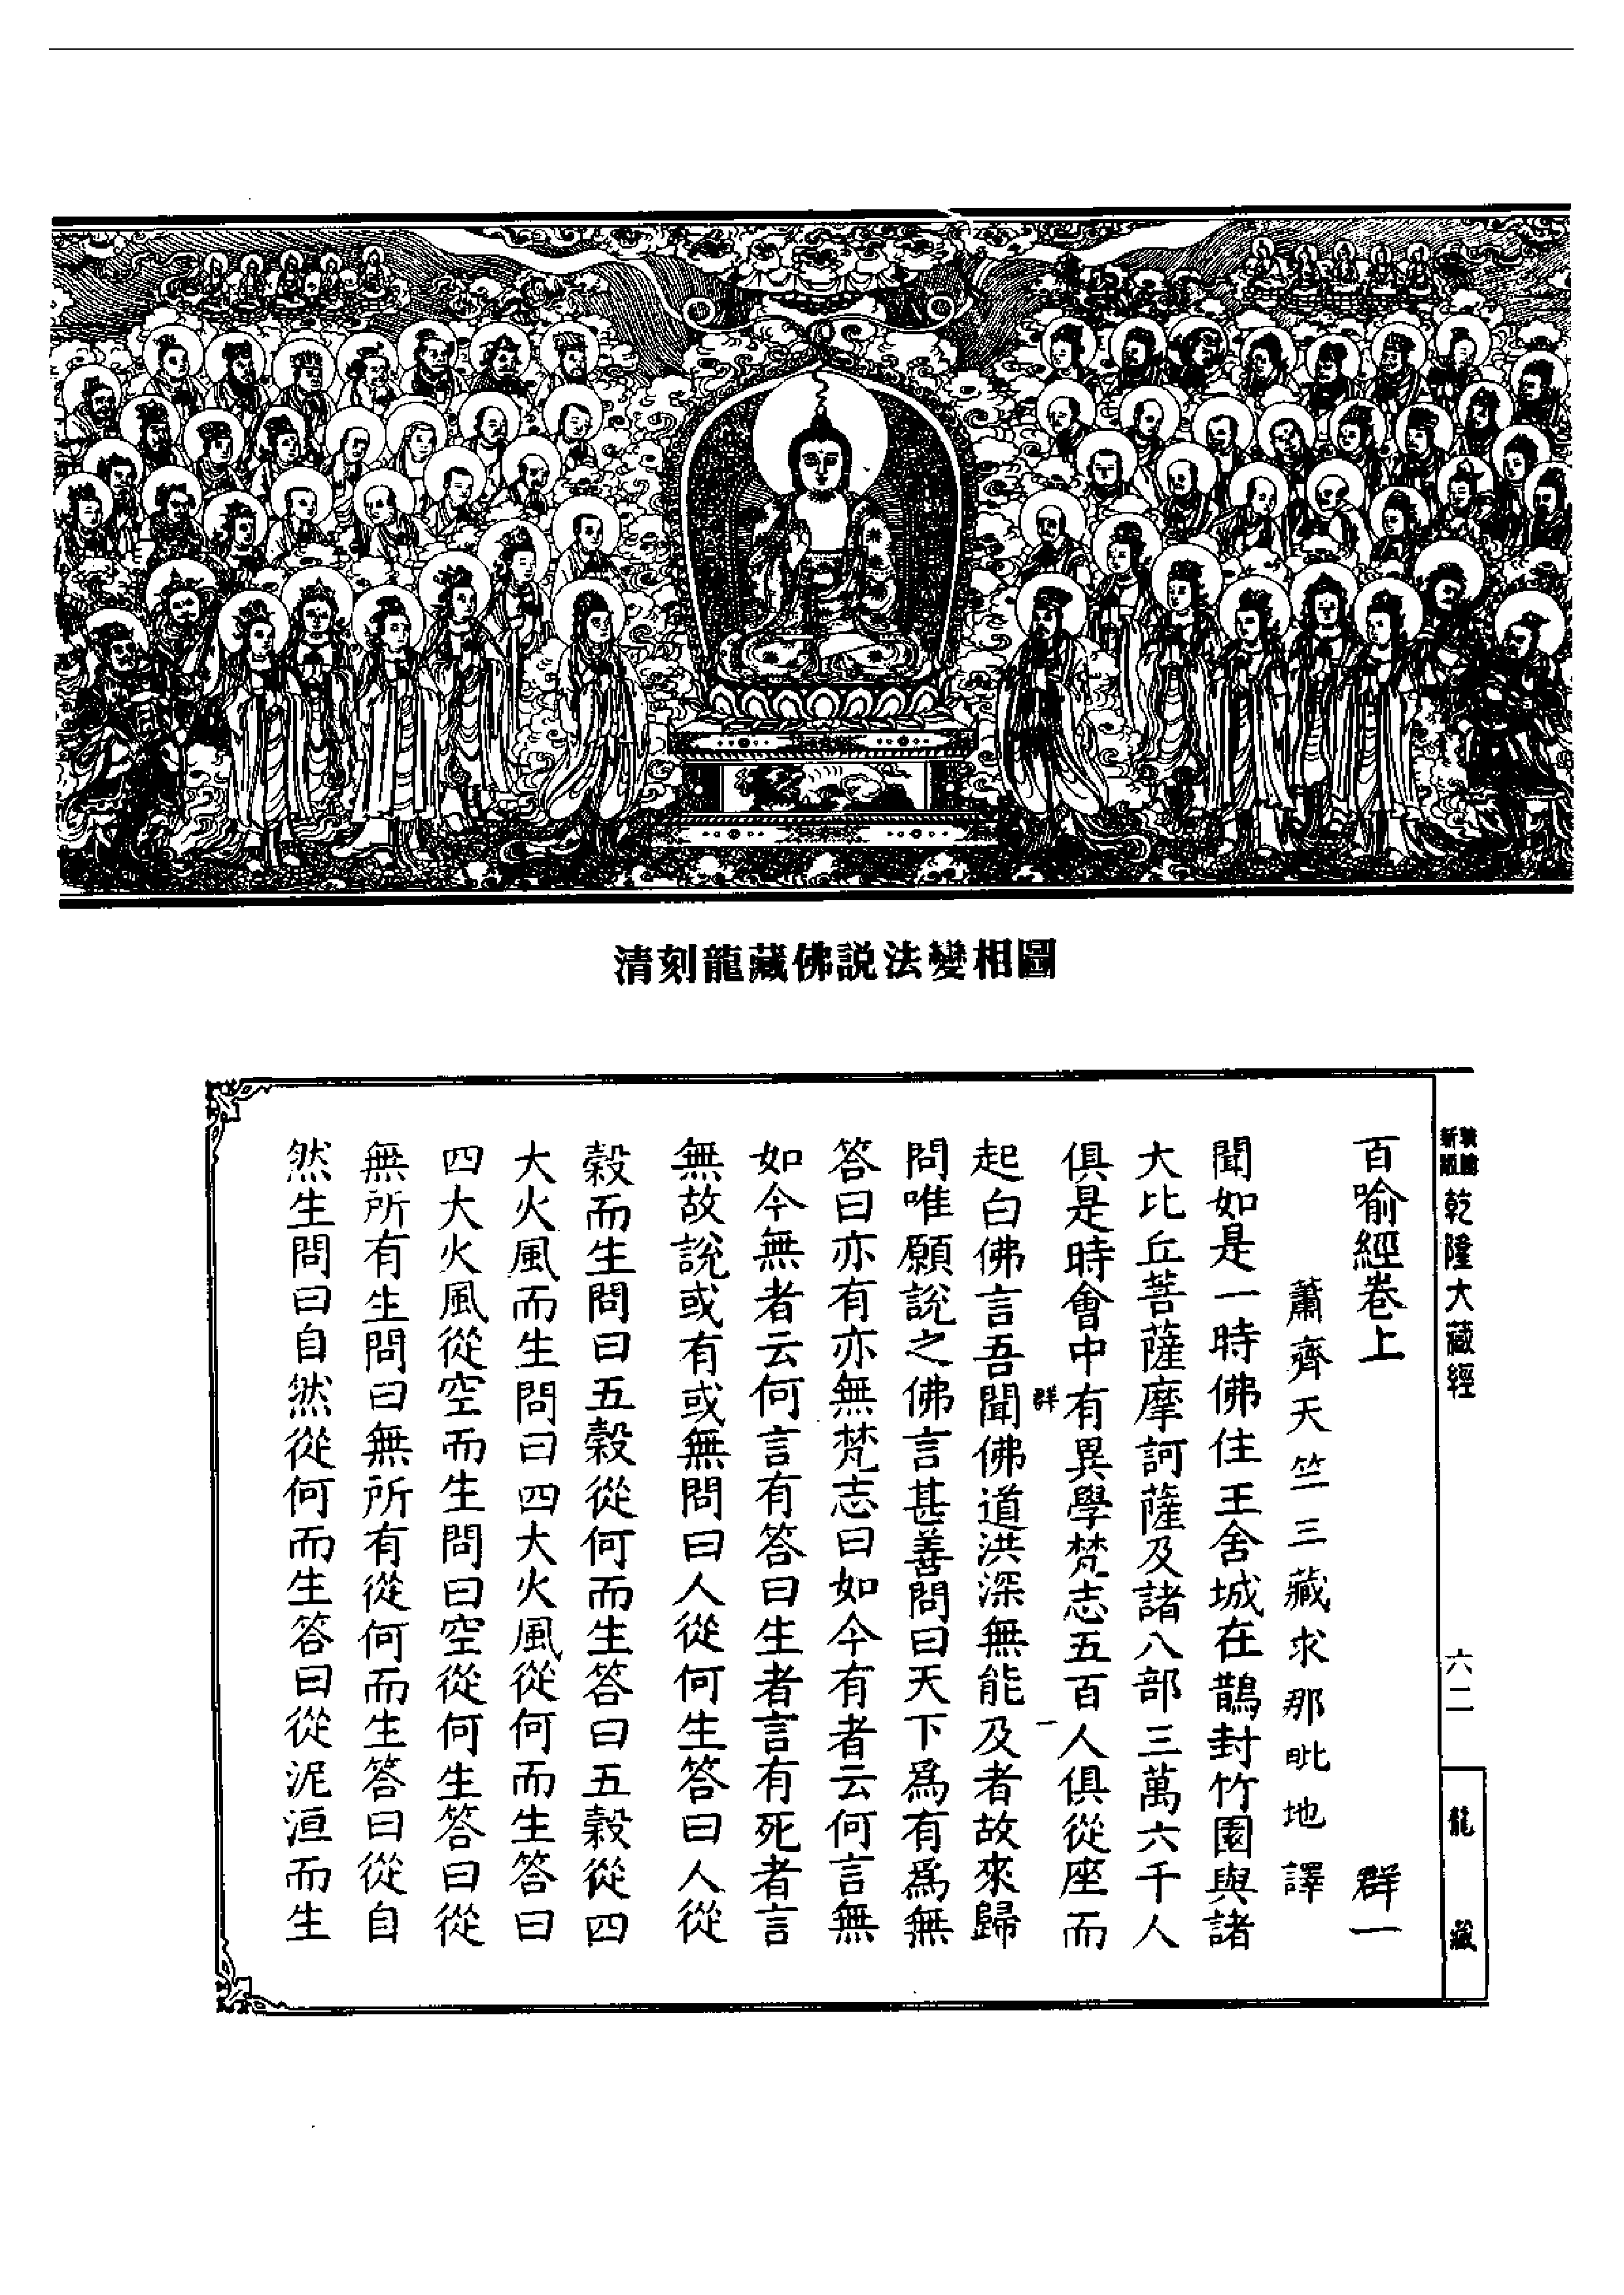 清刻龍藏佛説法變相圖
新版
乾隆大藏經
六二
龍藏
百喻經卷上 群一
蕭齊天竺三藏求那毗地譯
聞如是一時佛住王舍城在鵲封竹園與諸
大比丘菩薩摩訶薩及諸八部三萬六千人
俱是時會中有異學梵志五百人俱從座而
群 一
起白佛言吾聞佛道洪深無能及者故來歸
問唯願說之佛言甚善問曰天下為有為無
答曰亦有亦無梵志曰如今有者云何言無
如今無者云何言有答曰生者言有死者言
無故說或有或無問曰人從何生答曰人從
穀而生問曰五穀從何而生答曰五穀從四
大火風而生問曰四大火風從何而生答曰
四大火風從空而生問曰空從何生答曰從
無所有生問曰無所有從何而生答曰從自
然生問曰自然從何而生答曰從泥洹而生